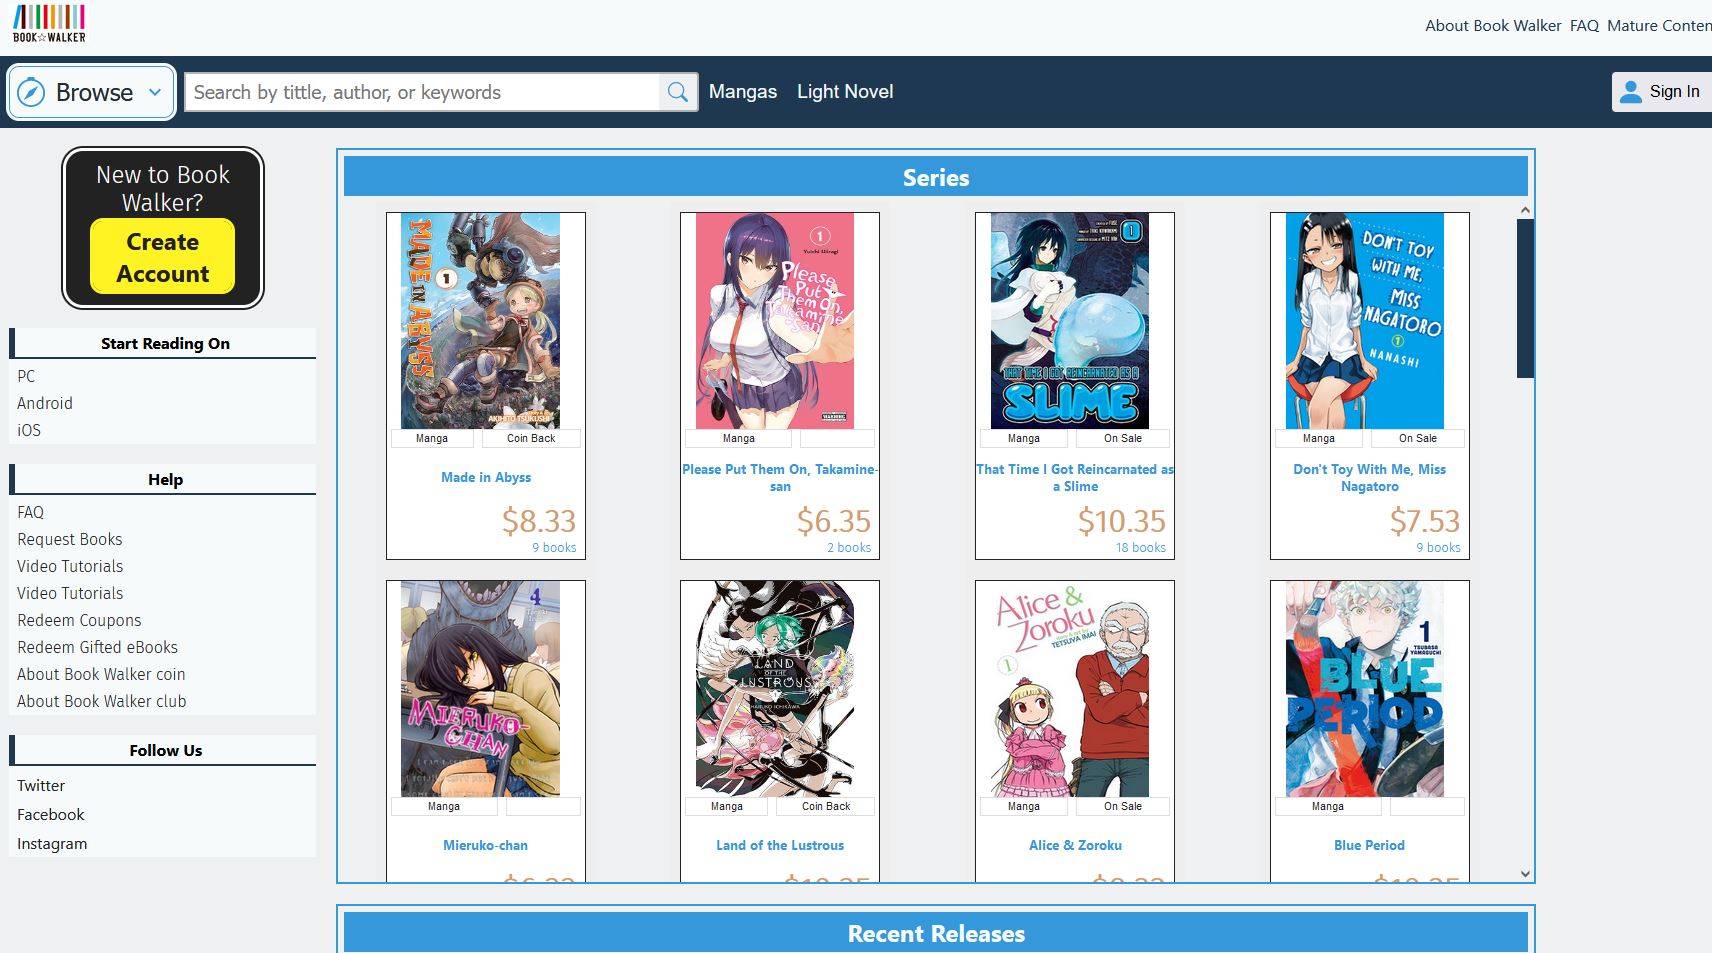 BOOK☆WALKER
About Book Walker FAQ Mature Conten
Browse
Search by tittle, author, or keywords
Mangas Light Novel
Sign In
New to Book
Walker?
Create
Account
Start Reading On
PC
Android
iOS
Help
FAQ
Request Books
Video Tutorials
Video Tutorials
Redeem Coupons
Redeem Gifted eBooks
About Book Walker coin
About Book Walker club
Follow Us
Twitter
Facebook
Instagram
Series
MADE IN ABYSS
1
AKIHITO TSUKUSHI
Manga Coin Back
Made in Abyss
$8.33
9 books
1
Yuichi Hiiragi
Please
Put
Them On,
Takamine-
san
Manga
Please Put Them On, Takamine-
san
$6.35
2 books
1
THAT TIME I GOT REINCARNATED AS A
SLIME
Manga On Sale
That Time I Got Reincarnated as
a Slime
$10.35
18 books
DON'T TOY
WITH ME,
MISS
NAGATORO
1
NANASHI
Manga On Sale
Don't Toy With Me, Miss
Nagatoro
$7.53
9 books
4
MIERUKO-
CHAN
Manga
Mieruko-chan
LAND
OF THE
LUSTROUS
HARUKO ICHIKAWA
Manga Coin Back
Land of the Lustrous
Alice &
Zoroku
TETSUYA IMAI
1
Manga On Sale
Alice & Zoroku
1
TSUBASA
YAMAGUCHI
BLUE
PERIOD
Manga
Blue Period
Recent Releases